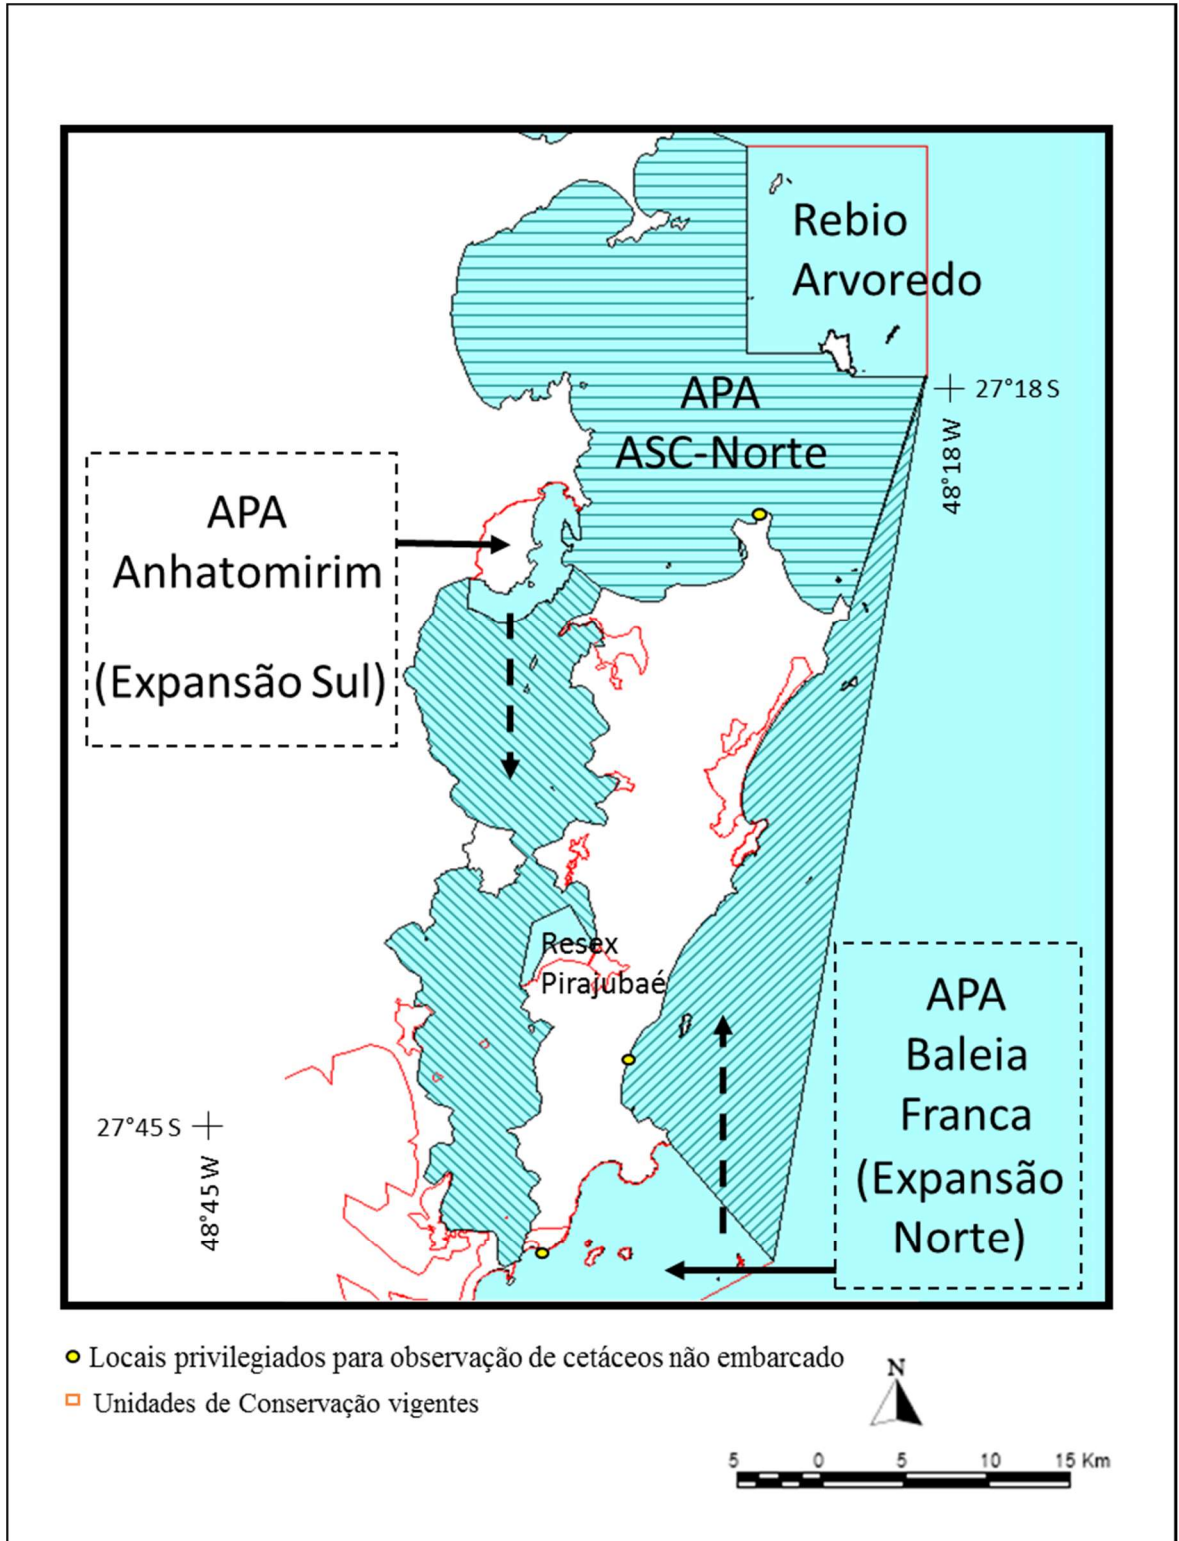 Rebio
Arvoredo
APA
ASC-Norte
27°18 S
48°18 W
APA
Anhatomirim
(Expansão Sul)
Resex
Pirajubaé
APA
Baleia
Franca
(Expansão
Norte)
27°45 S
48°45 W
Locais privilegiados para observação de cetáceos não embarcado
Unidades de Conservação vigentes
N
5 0 5 10 15 Km